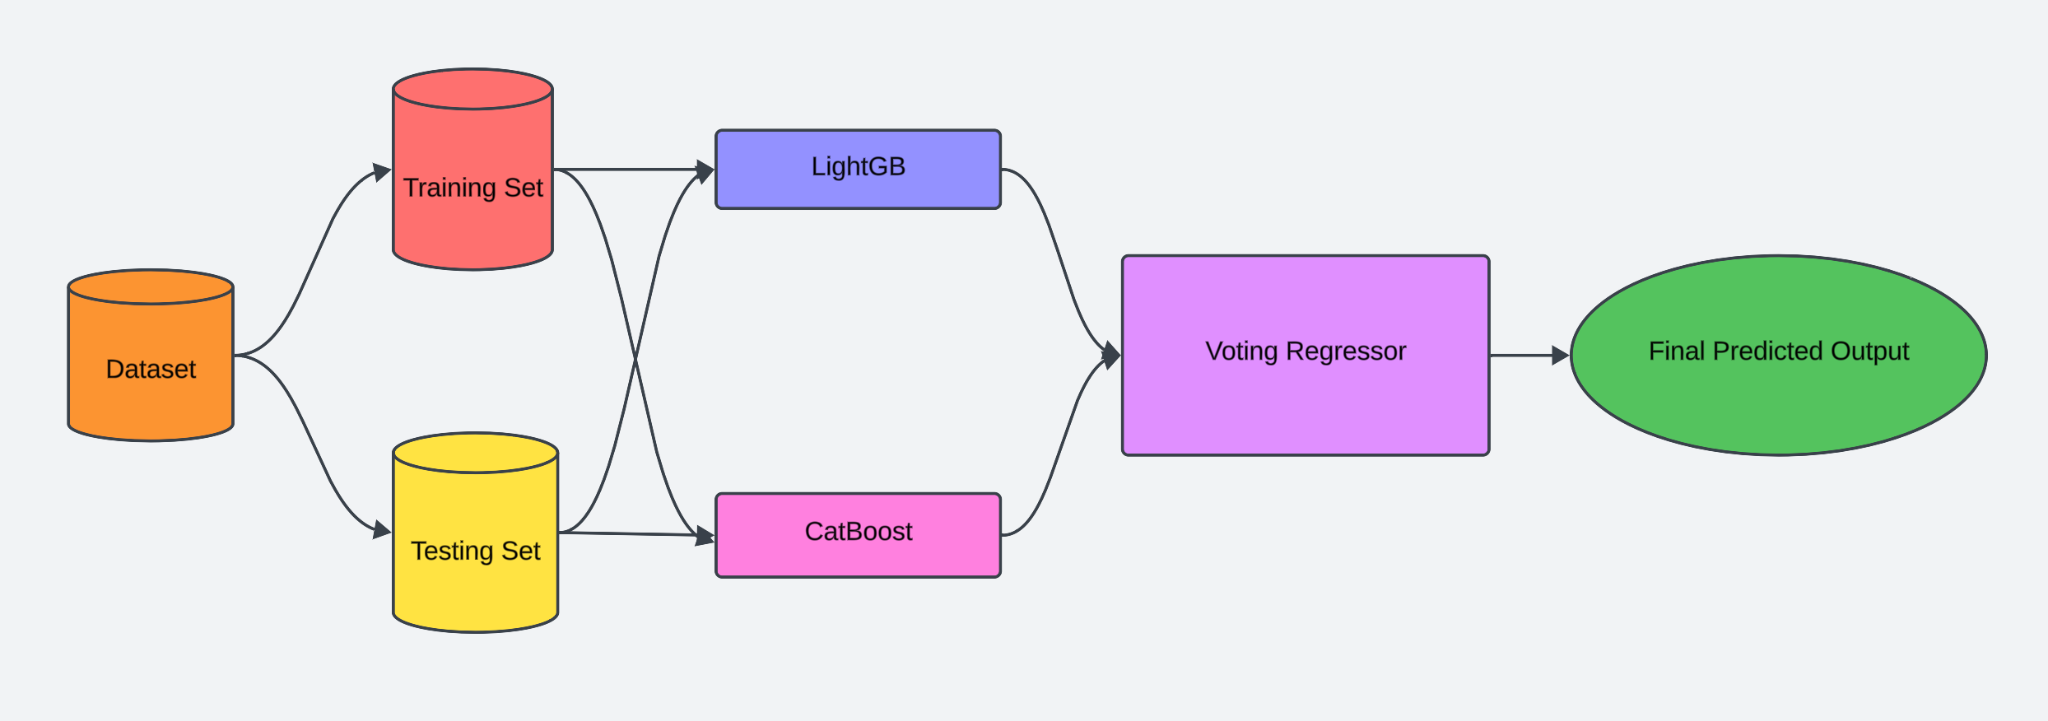 Dataset
Training Set
Testing Set
LightGB
CatBoost
Voting Regressor
Final Predicted Output